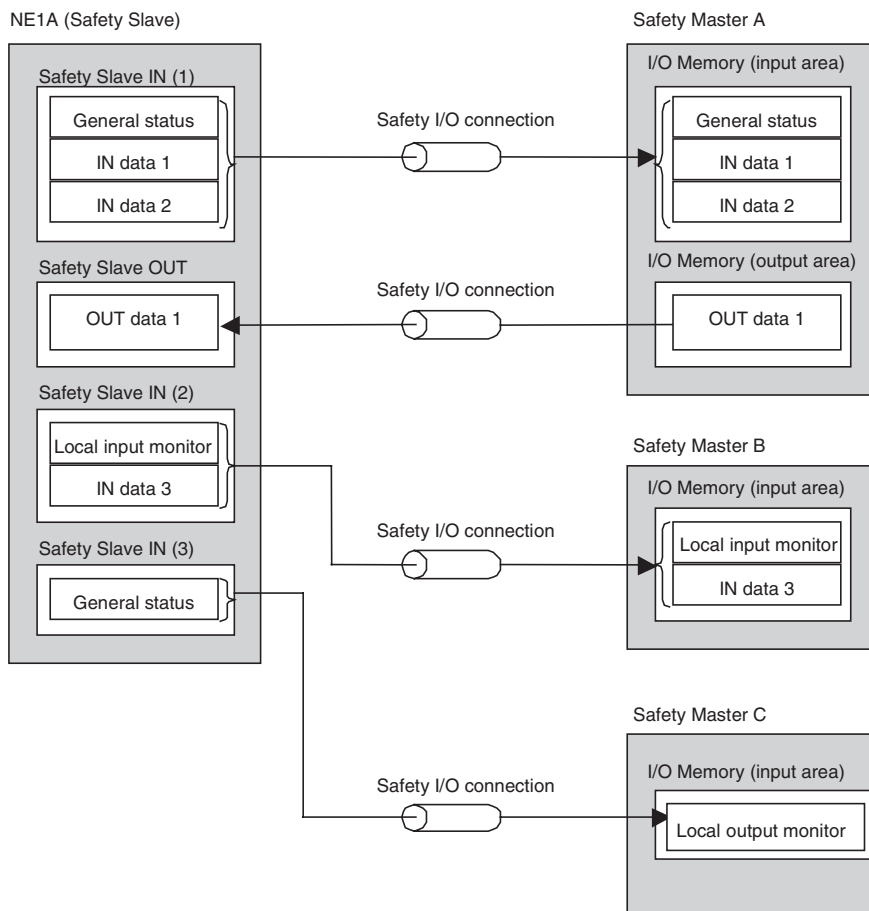 NE1A (Safety Slave)
Safety Slave IN (1)
General status
IN data 1
IN data 2
Safety Slave OUT
OUT data 1
Safety Slave IN (2)
Local input monitor
IN data 3
Safety Slave IN (3)
General status
Safety I/O connection
Safety I/O connection
Safety I/O connection
Safety I/O connection
Safety Master A
I/O Memory (input area)
General status
IN data 1
IN data 2
I/O Memory (output area)
OUT data 1
Safety Master B
I/O Memory (input area)
Local input monitor
IN data 3
Safety Master C
I/O Memory (input area)
Local output monitor